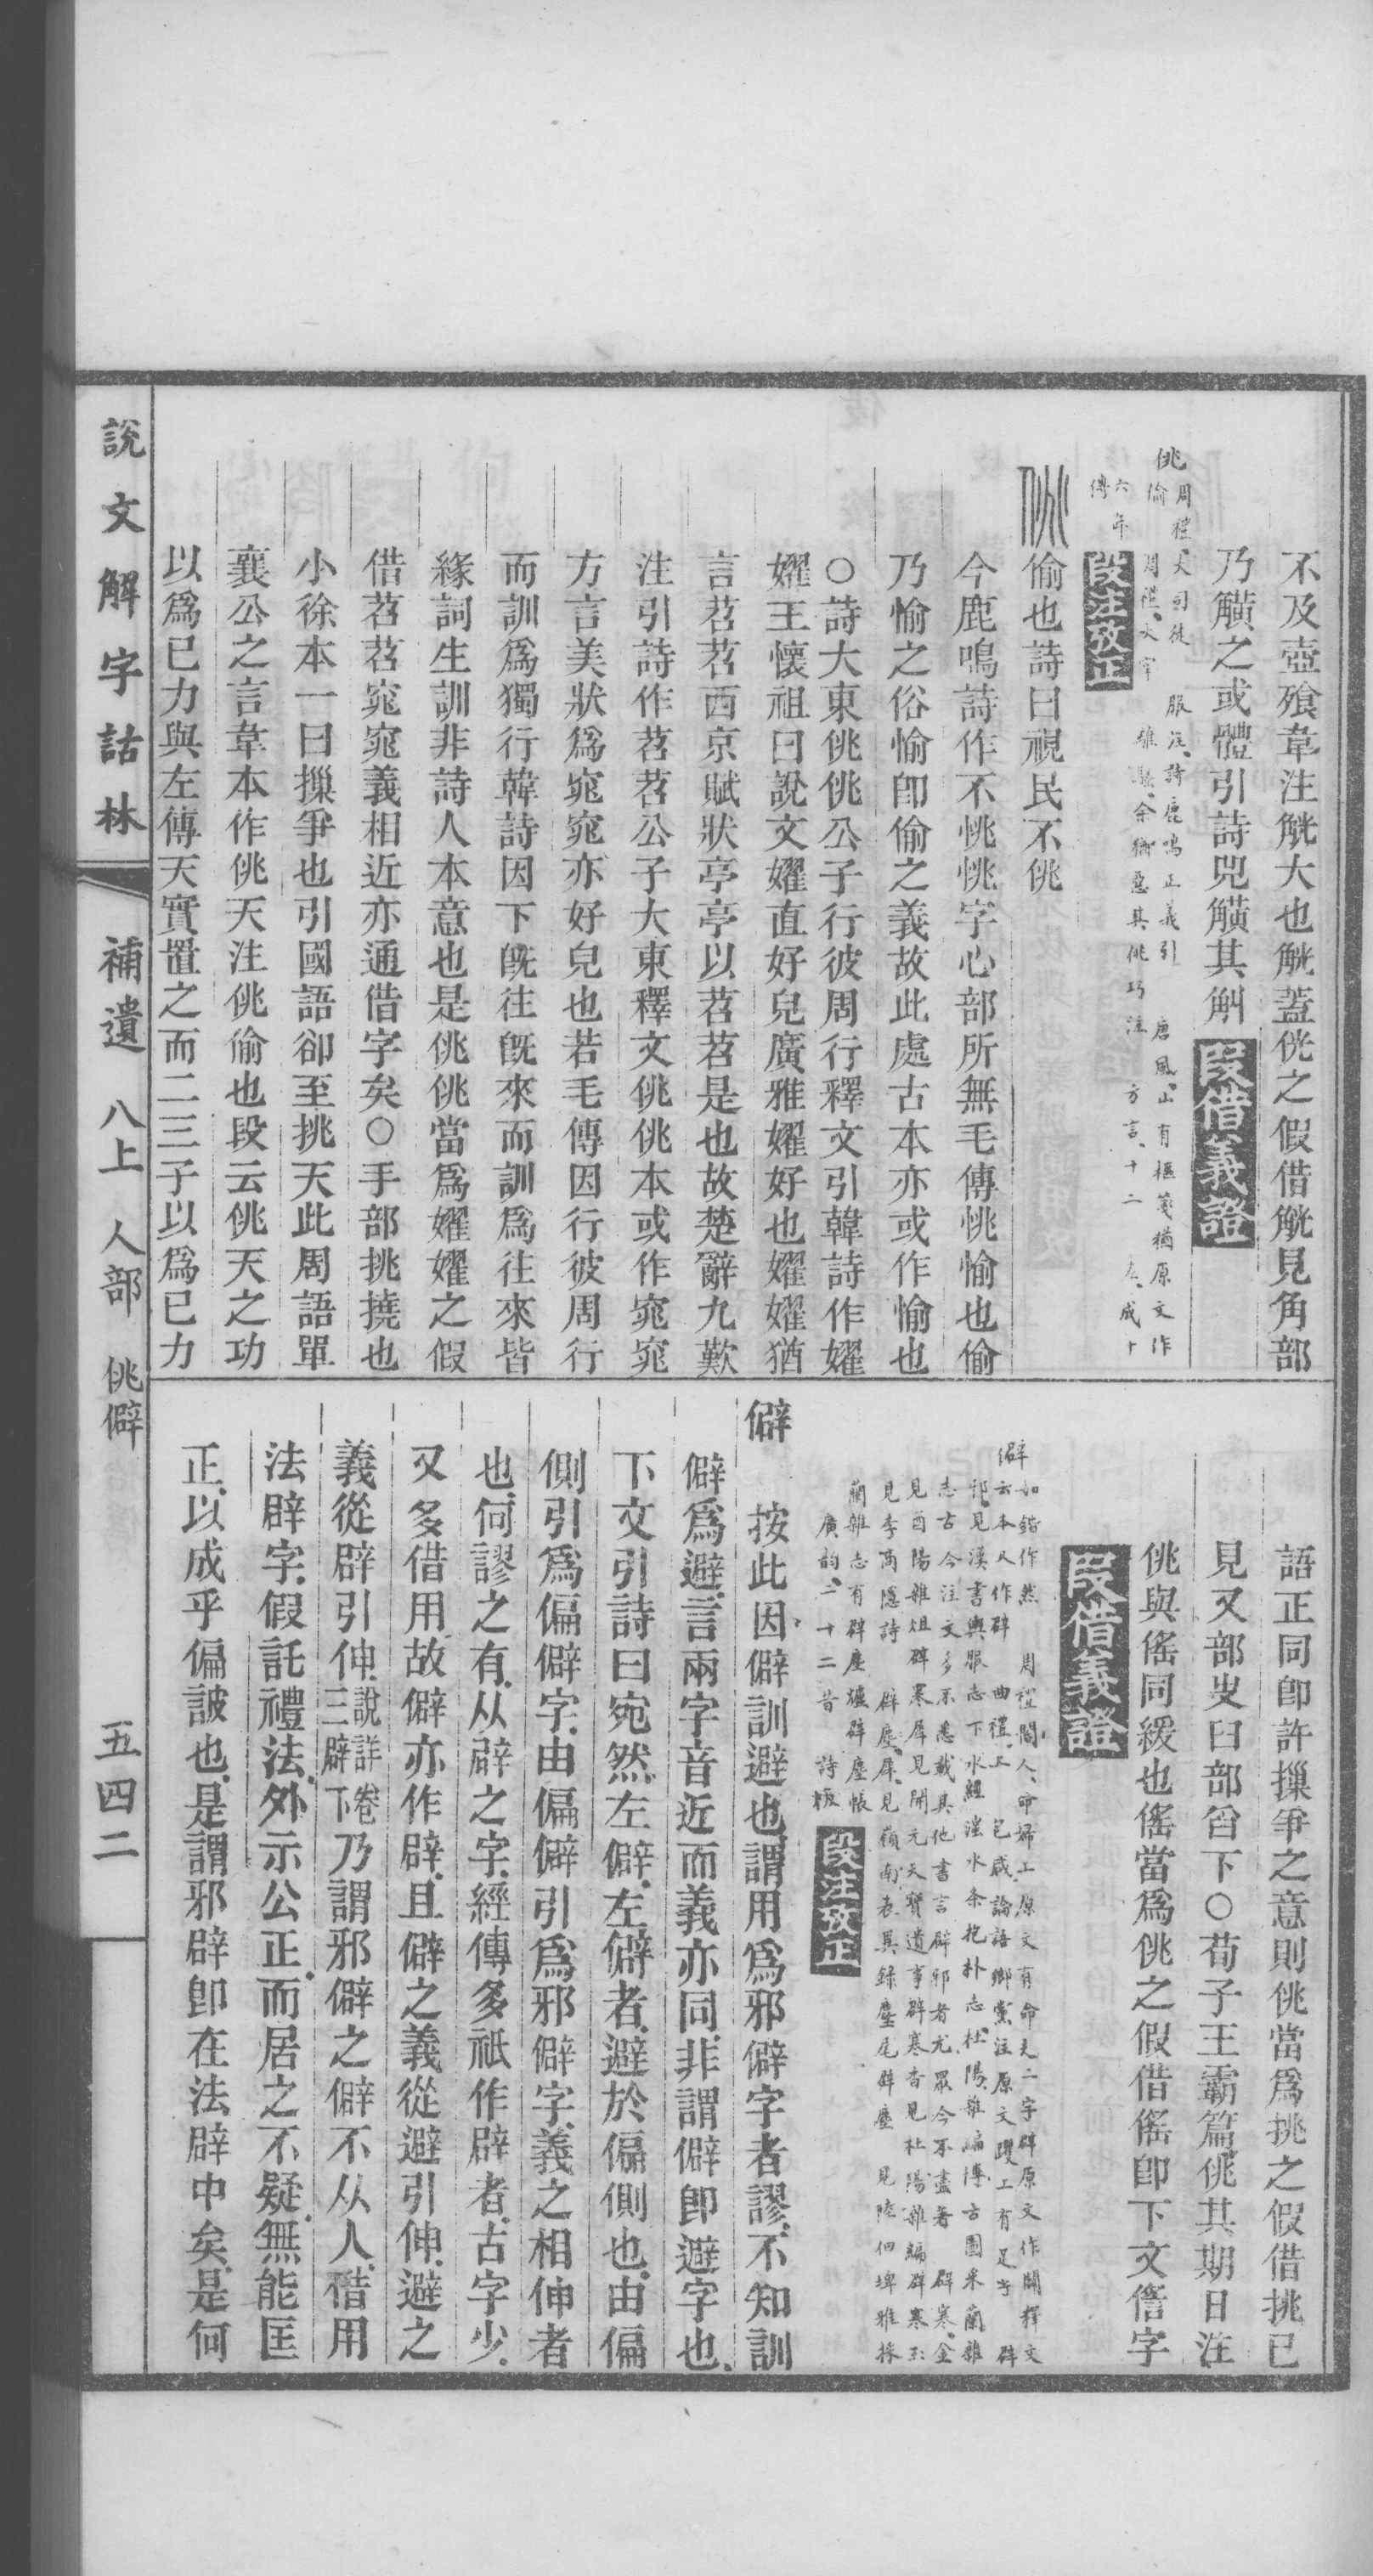 不及壺飱韋注觥大也觥蓋侊之假借觥見角部
乃觵之或體引詩兕觵其觓 段借義證
佻 周禮大司徒 服注詩鹿鳴正義引 唐風山有樞箋猶原文作
偷 周禮大宰 雄鳩余猶惡其佻巧注 方言十二 左成十
六年
傳 段注攷正
佻 偷也詩曰視民不佻
今鹿鳴詩作不恌恌字心部所無毛傳恌愉也偷
乃愉之俗愉卽偷之義故此處古本亦或作愉也
○詩大東佻佻公子行彼周行釋文引韓詩作嬥
嬥王懷祖曰說文嬥直好皃廣雅嬥好也嬥嬥猶
言苕苕西京賦狀亭亭以苕苕是也故楚辭九歎
注引詩作苕苕公子大東釋文佻佻本或作窕窕
方言美狀爲窕窕亦好皃也若毛傳因行彼周行
而訓爲獨行韓詩因下旣往旣來而訓爲往來皆
緣詞生訓非詩人本意也是佻佻當爲嬥嬥之假
借苕苕窕窕義相近亦通借字矣○手部挑撓也
小徐本一曰摷爭也引國語卻至挑天此周語單
襄公之言韋本作佻天注佻偷也段云佻天之功
以爲已力與左傳天實置之而二三子以爲已力
語正同卽許摷爭之意則佻當爲挑之假借挑已
見又部㕞曰部㫚下○荀子王霸篇佻其期日注
佻與傜同緩也傜當爲佻之假借傜卽下文㒡字
段借義證
僻 如鍇作然 周禮閽人命婦工原文有命夫二字辟原文作闢釋文
云本又作辟 曲禮工 包咸論語鄉黨注原文躩工有足字 辟
邪見漢書輿服志下水經滍水条抱朴志杜陽雜編博古圖米蘭雜
志古今注文多不悉載其他書言辟邪者尤眾今不盡著 辟寒金
見酉陽雜俎辟寒犀見開元天寶遺事辟寒香見杜陽雜編辟寒玉
見李商隱詩 辟塵犀見嶺南表異錄塵尾辟塵 見陸佃埤雅採
蘭雜志有辟塵爐辟塵帳
廣韵二十二昔 詩板 段注攷正
僻 按此因僻訓避也謂用爲邪僻字者謬不知訓
僻爲避言兩字音近而義亦同非謂僻卽避字也
下文引詩曰宛然左僻左僻者避於偏側也由偏
側引爲偏僻字由偏僻引爲邪僻字義之相伸者
也何謬之有从辟之字經傳多祇作辟者古字少
又多借用故僻亦作辟且僻之義從避引伸避之
義從辟引伸說詳卷三辟下乃謂邪僻之僻不从人借用
法辟字假託禮法外示公正而居之不疑無能匡
正以成乎偏詖也是謂邪辟卽在法辟中矣是何
說文解字詁林 補遺 八上 人部 佻僻 五四二